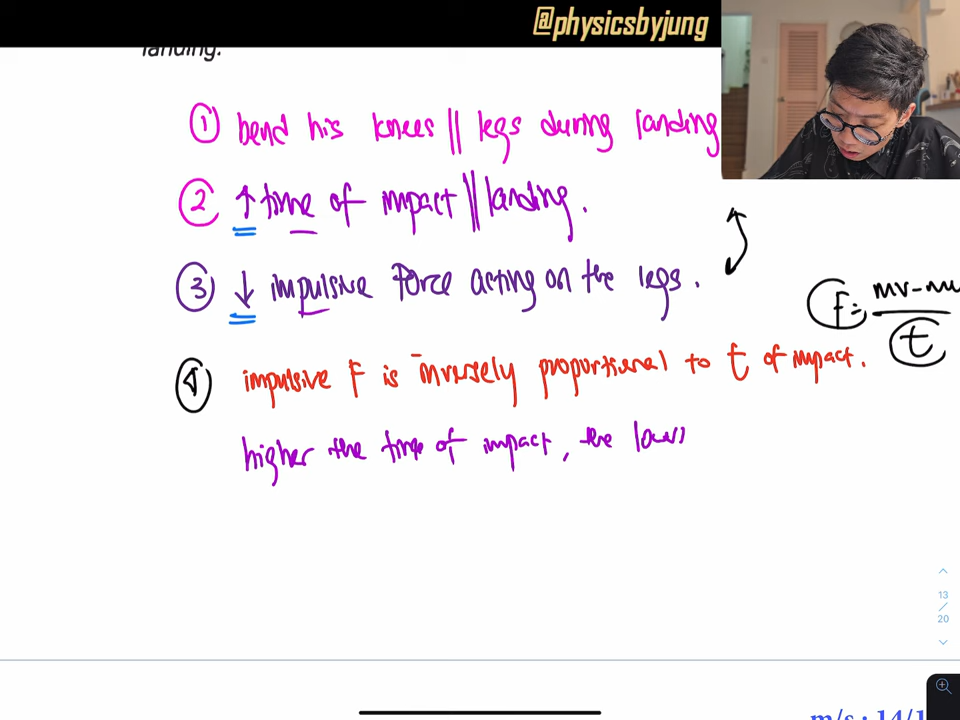 @physicsbyjung
landing.
① bend his knees || legs during landing
② ↑ time of impact || landing.
③ ↓ impulsive Force acting on the legs.
F = mv-mu
t
④ impulsive F is inversely proportional to t of impact.
higher the time of impact, the lower
13
/
20
m/s : 14/1